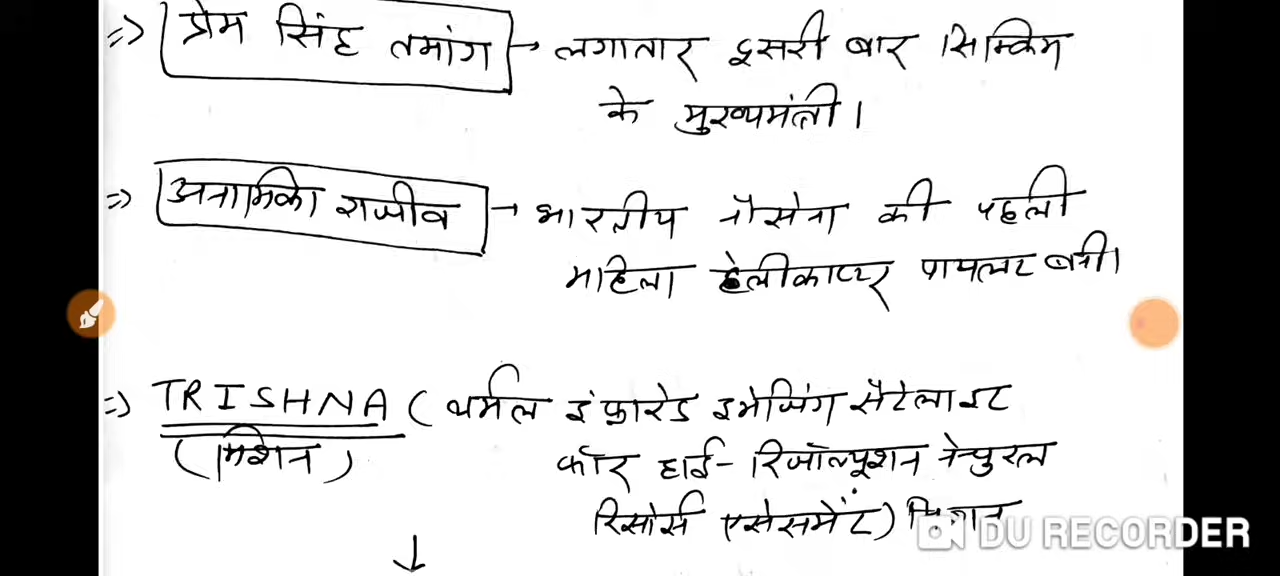 => प्रेम सिंह तमांग → लगातार दूसरी बार सिक्किम
के मुख्यमंत्री।
=> अनामिका राजीव → भारतीय नौसेना की पहली
महिला हेलीकाप्टर पायलट बनी।
=> TRISHNA (थर्मल इंफ्रारेड इमेजिंग सैटेलाइट
(मिशन) फॉर हाई-रिजॉल्यूशन नेचुरल
रिसोर्स एसेसमेंट) मिशन
DU RECORDER